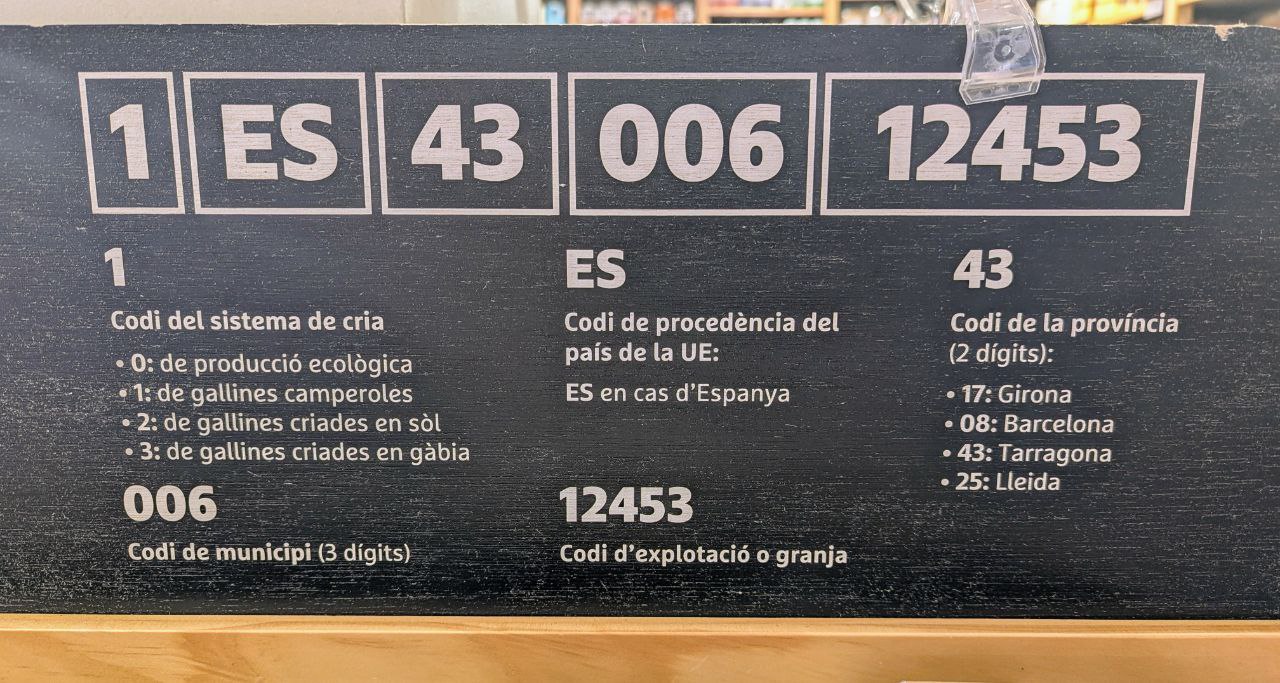 1 ES 43 006 12453
1
Codi del sistema de cria
• 0: de producció ecològica
• 1: de gallines camperoles
• 2: de gallines criades en sòl
• 3: de gallines criades en gàbia
ES
Codi de procedència del
país de la UE:
ES en cas d’Espanya
43
Codi de la província
(2 dígits):
• 17: Girona
• 08: Barcelona
• 43: Tarragona
• 25: Lleida
006
Codi de municipi (3 dígits)
12453
Codi d’explotació o granja